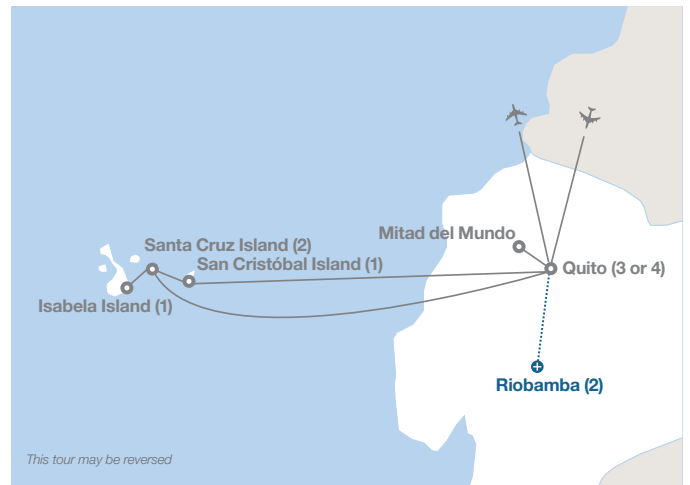 Mitad del Mundo
Santa Cruz Island (2)
San Cristóbal Island (1)
Quito (3 or 4)
Isabela Island (1)
Riobamba (2)
This tour may be reversed